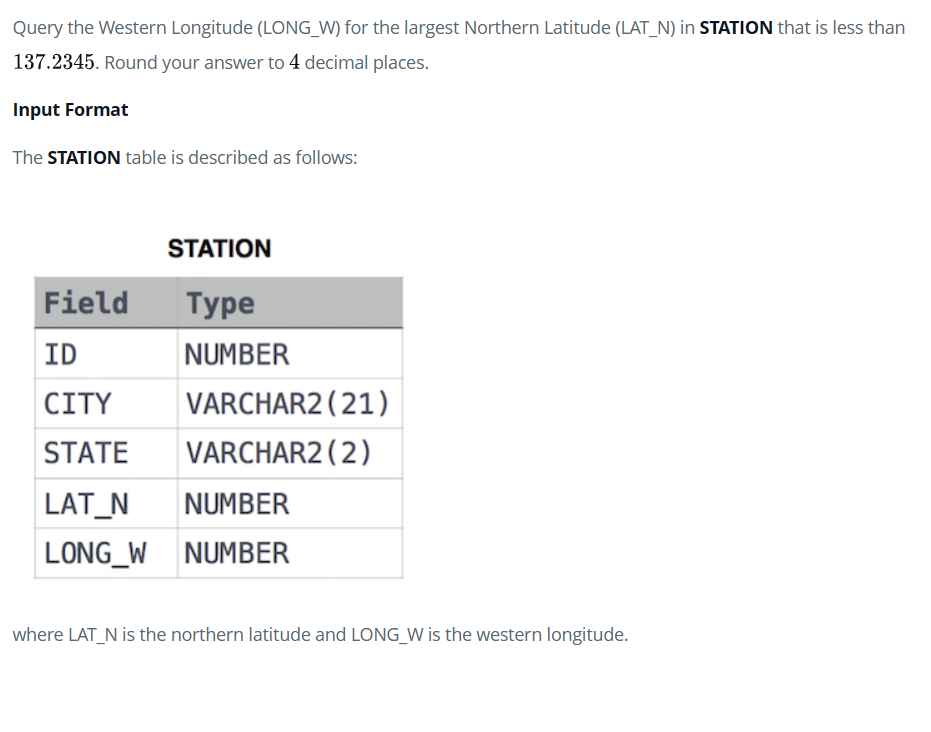 Query the Western Longitude (LONG_W) for the largest Northern Latitude (LAT_N) in STATION that is less than
137.2345. Round your answer to 4 decimal places.
Input Format
The STATION table is described as follows:
STATION
Field Type
ID NUMBER
CITY VARCHAR2(21)
STATE VARCHAR2(2)
LAT_N NUMBER
LONG_W NUMBER
where LAT_N is the northern latitude and LONG_W is the western longitude.